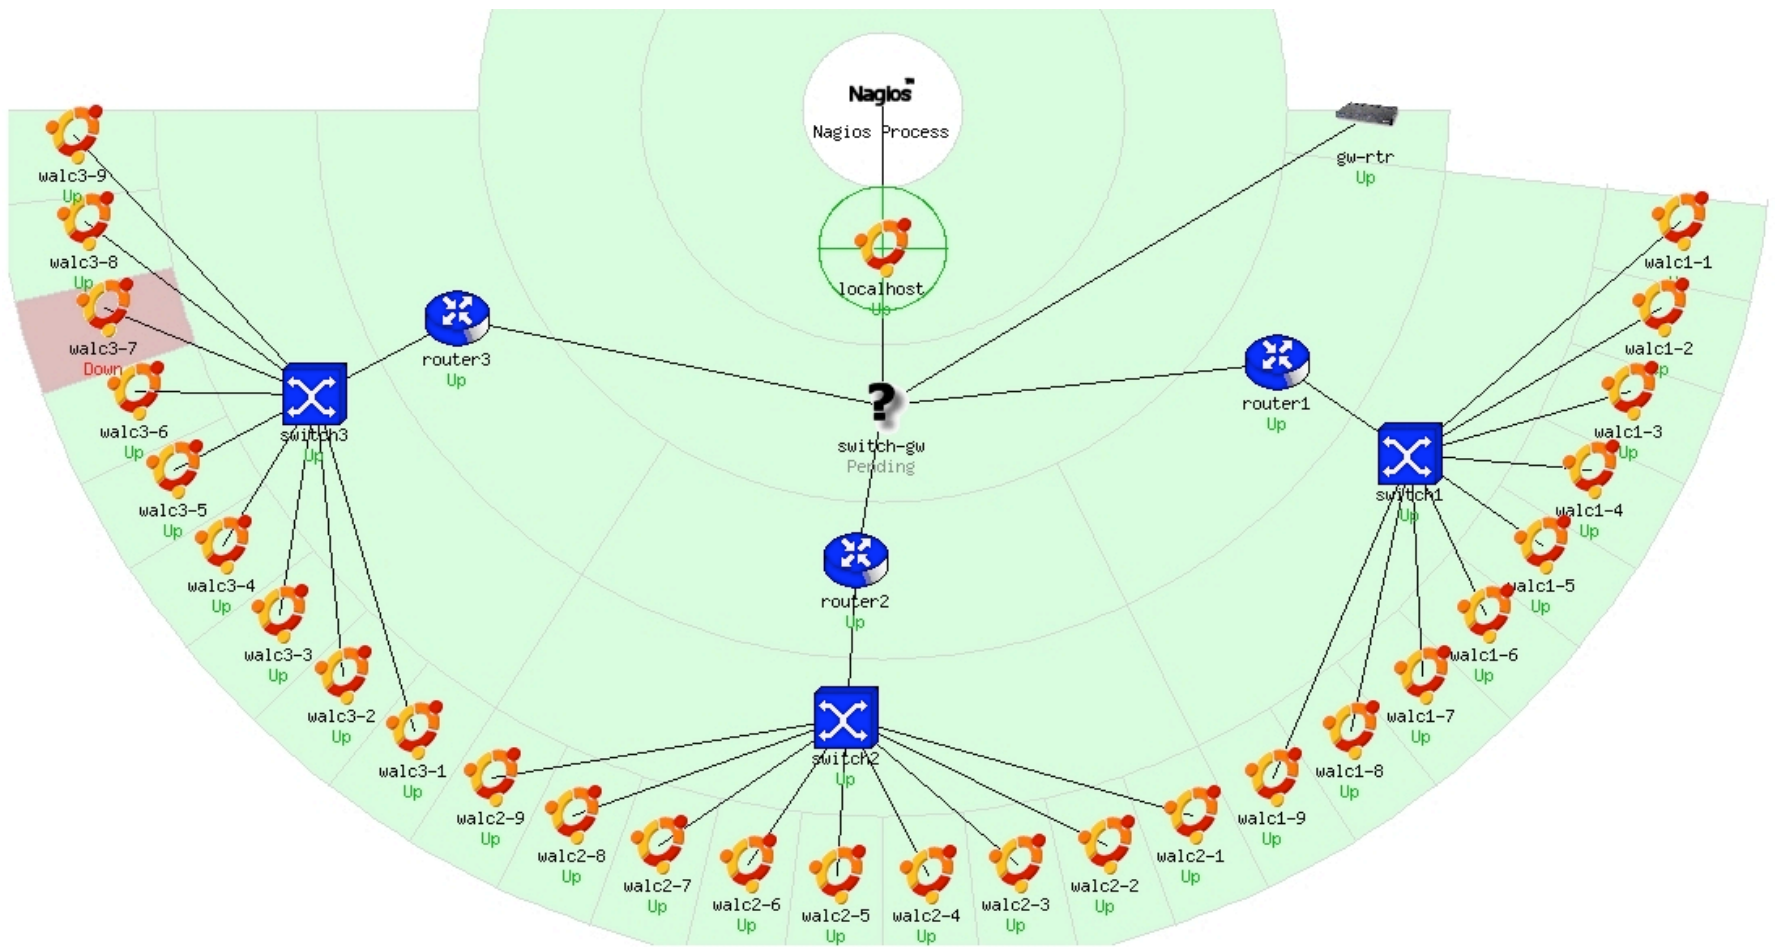 Nagios™
Nagios Process
gw-rtr
Up
walc3-9
Up
walc3-8
Up
walc3-7
Down
walc3-6
Up
walc3-5
Up
walc3-4
Up
walc3-3
Up
walc3-2
Up
walc3-1
Up
switch3
Up
router3
Up
localhost
Up
?
switch-gw
Pending
router2
Up
switch2
Up
walc2-9
Up
walc2-8
Up
walc2-7
Up
walc2-6
Up
walc2-5
Up
walc2-4
Up
walc2-3
Up
walc2-2
Up
walc2-1
Up
router1
Up
switch1
Up
walc1-1
walc1-2
Up
walc1-3
Up
walc1-4
Up
walc1-5
Up
walc1-6
Up
walc1-7
Up
walc1-8
Up
walc1-9
Up